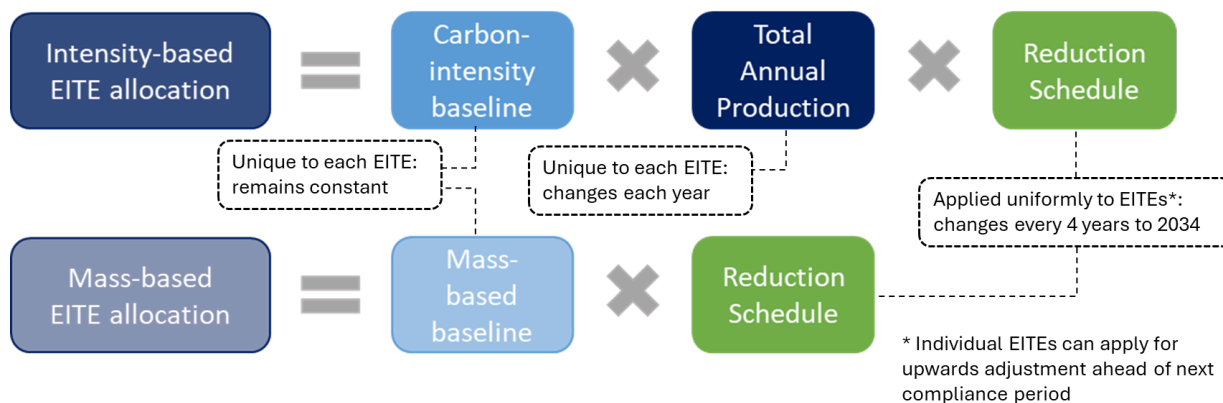 Intensity-based
EITE allocation
Carbon-
intensity
baseline
Total
Annual
Production
Reduction
Schedule
Unique to each EITE:
remains constant
Unique to each EITE:
changes each year
Applied uniformly to EITEs*:
changes every 4 years to 2034
Mass-based
EITE allocation
Mass-
based
baseline
Reduction
Schedule
* Individual EITEs can apply for
upwards adjustment ahead of next
compliance period